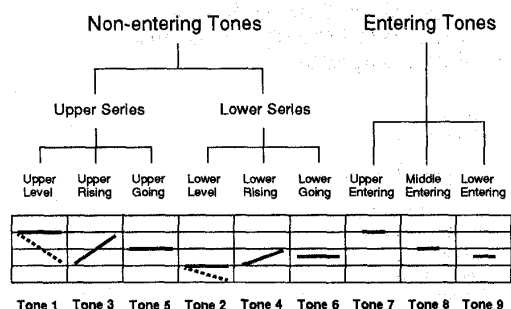 Non-entering Tones
Entering Tones
Upper Series
Lower Series
Upper Level
Upper Rising
Upper Going
Lower Level
Lower Rising
Lower Going
Upper Entering
Middle Entering
Lower Entering
Tone 1 Tone 3 Tone 5 Tone 2 Tone 4 Tone 6 Tone 7 Tone 8 Tone 9